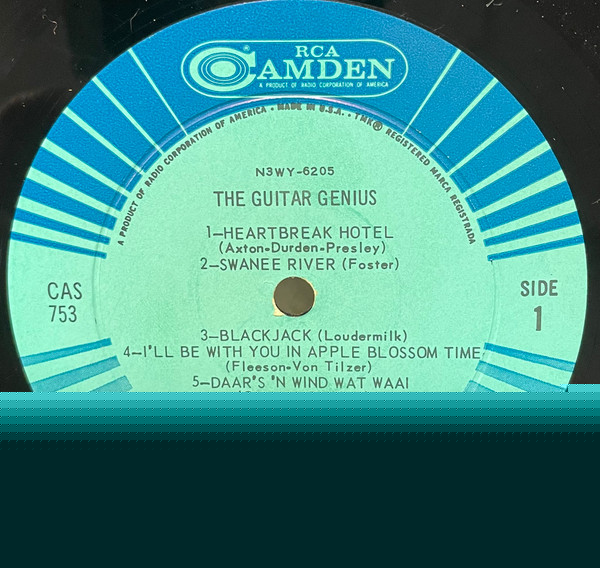 RCA
CAMDEN
A PRODUCT OF RADIO CORPORATION OF AMERICA
A PRODUCT OF RADIO CORPORATION OF AMERICA • MADE IN U.S.A. • TMK® REGISTERED MARCA REGISTRADA
N3WY-6205
THE GUITAR GENIUS
1—HEARTBREAK HOTEL
(Axton-Durden-Presley)
2—SWANEE RIVER (Foster)
CAS
753
SIDE
1
3—BLACKJACK (Loudermilk)
4—I'LL BE WITH YOU IN APPLE BLOSSOM TIME
(Fleeson-Von Tilzer)
5—DAAR'S 'N WIND WAT WAAI